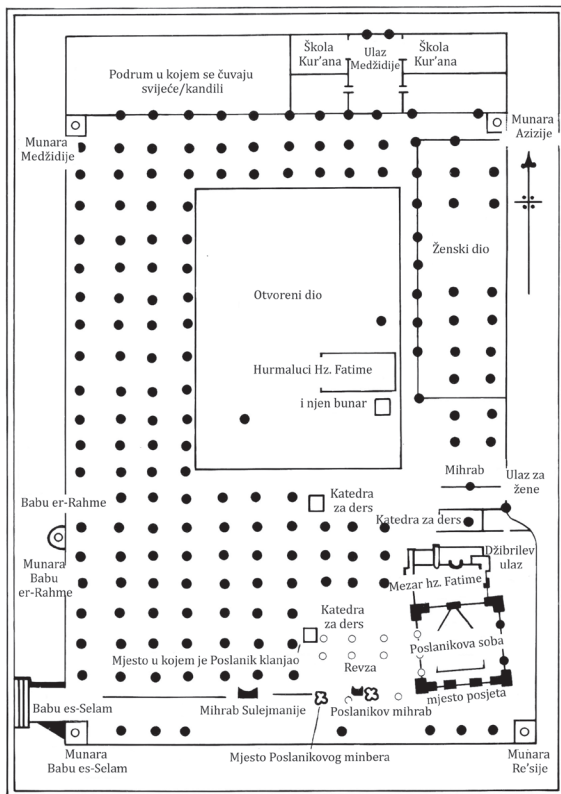 Škola
Kur'ana
Ulaz
Medžidije
Škola
Kur'ana
Podrum u kojem se čuvaju
svijeće/kandili
Munara
Medžidije
Munara
Azizije
Ženski dio
Otvoreni dio
Hurmaluci Hz. Fatime
i njen bunar
Mihrab
Ulaz za
žene
Babu er-Rahme
Katedra
za ders
Katedra za ders
Munara
Babu
er-Rahme
Džibrilev
ulaz
Mezar hz. Fatime
Katedra
za ders
Poslanikova soba
Mjesto u kojem je Poslanik klanjao
Revza
mjesto posjeta
Babu es-Selam
Mihrab Sulejmanije
Poslanikov mihrab
Munara
Babu es-Selam
Mjesto Poslanikovog minbera
Munara
Re'sije